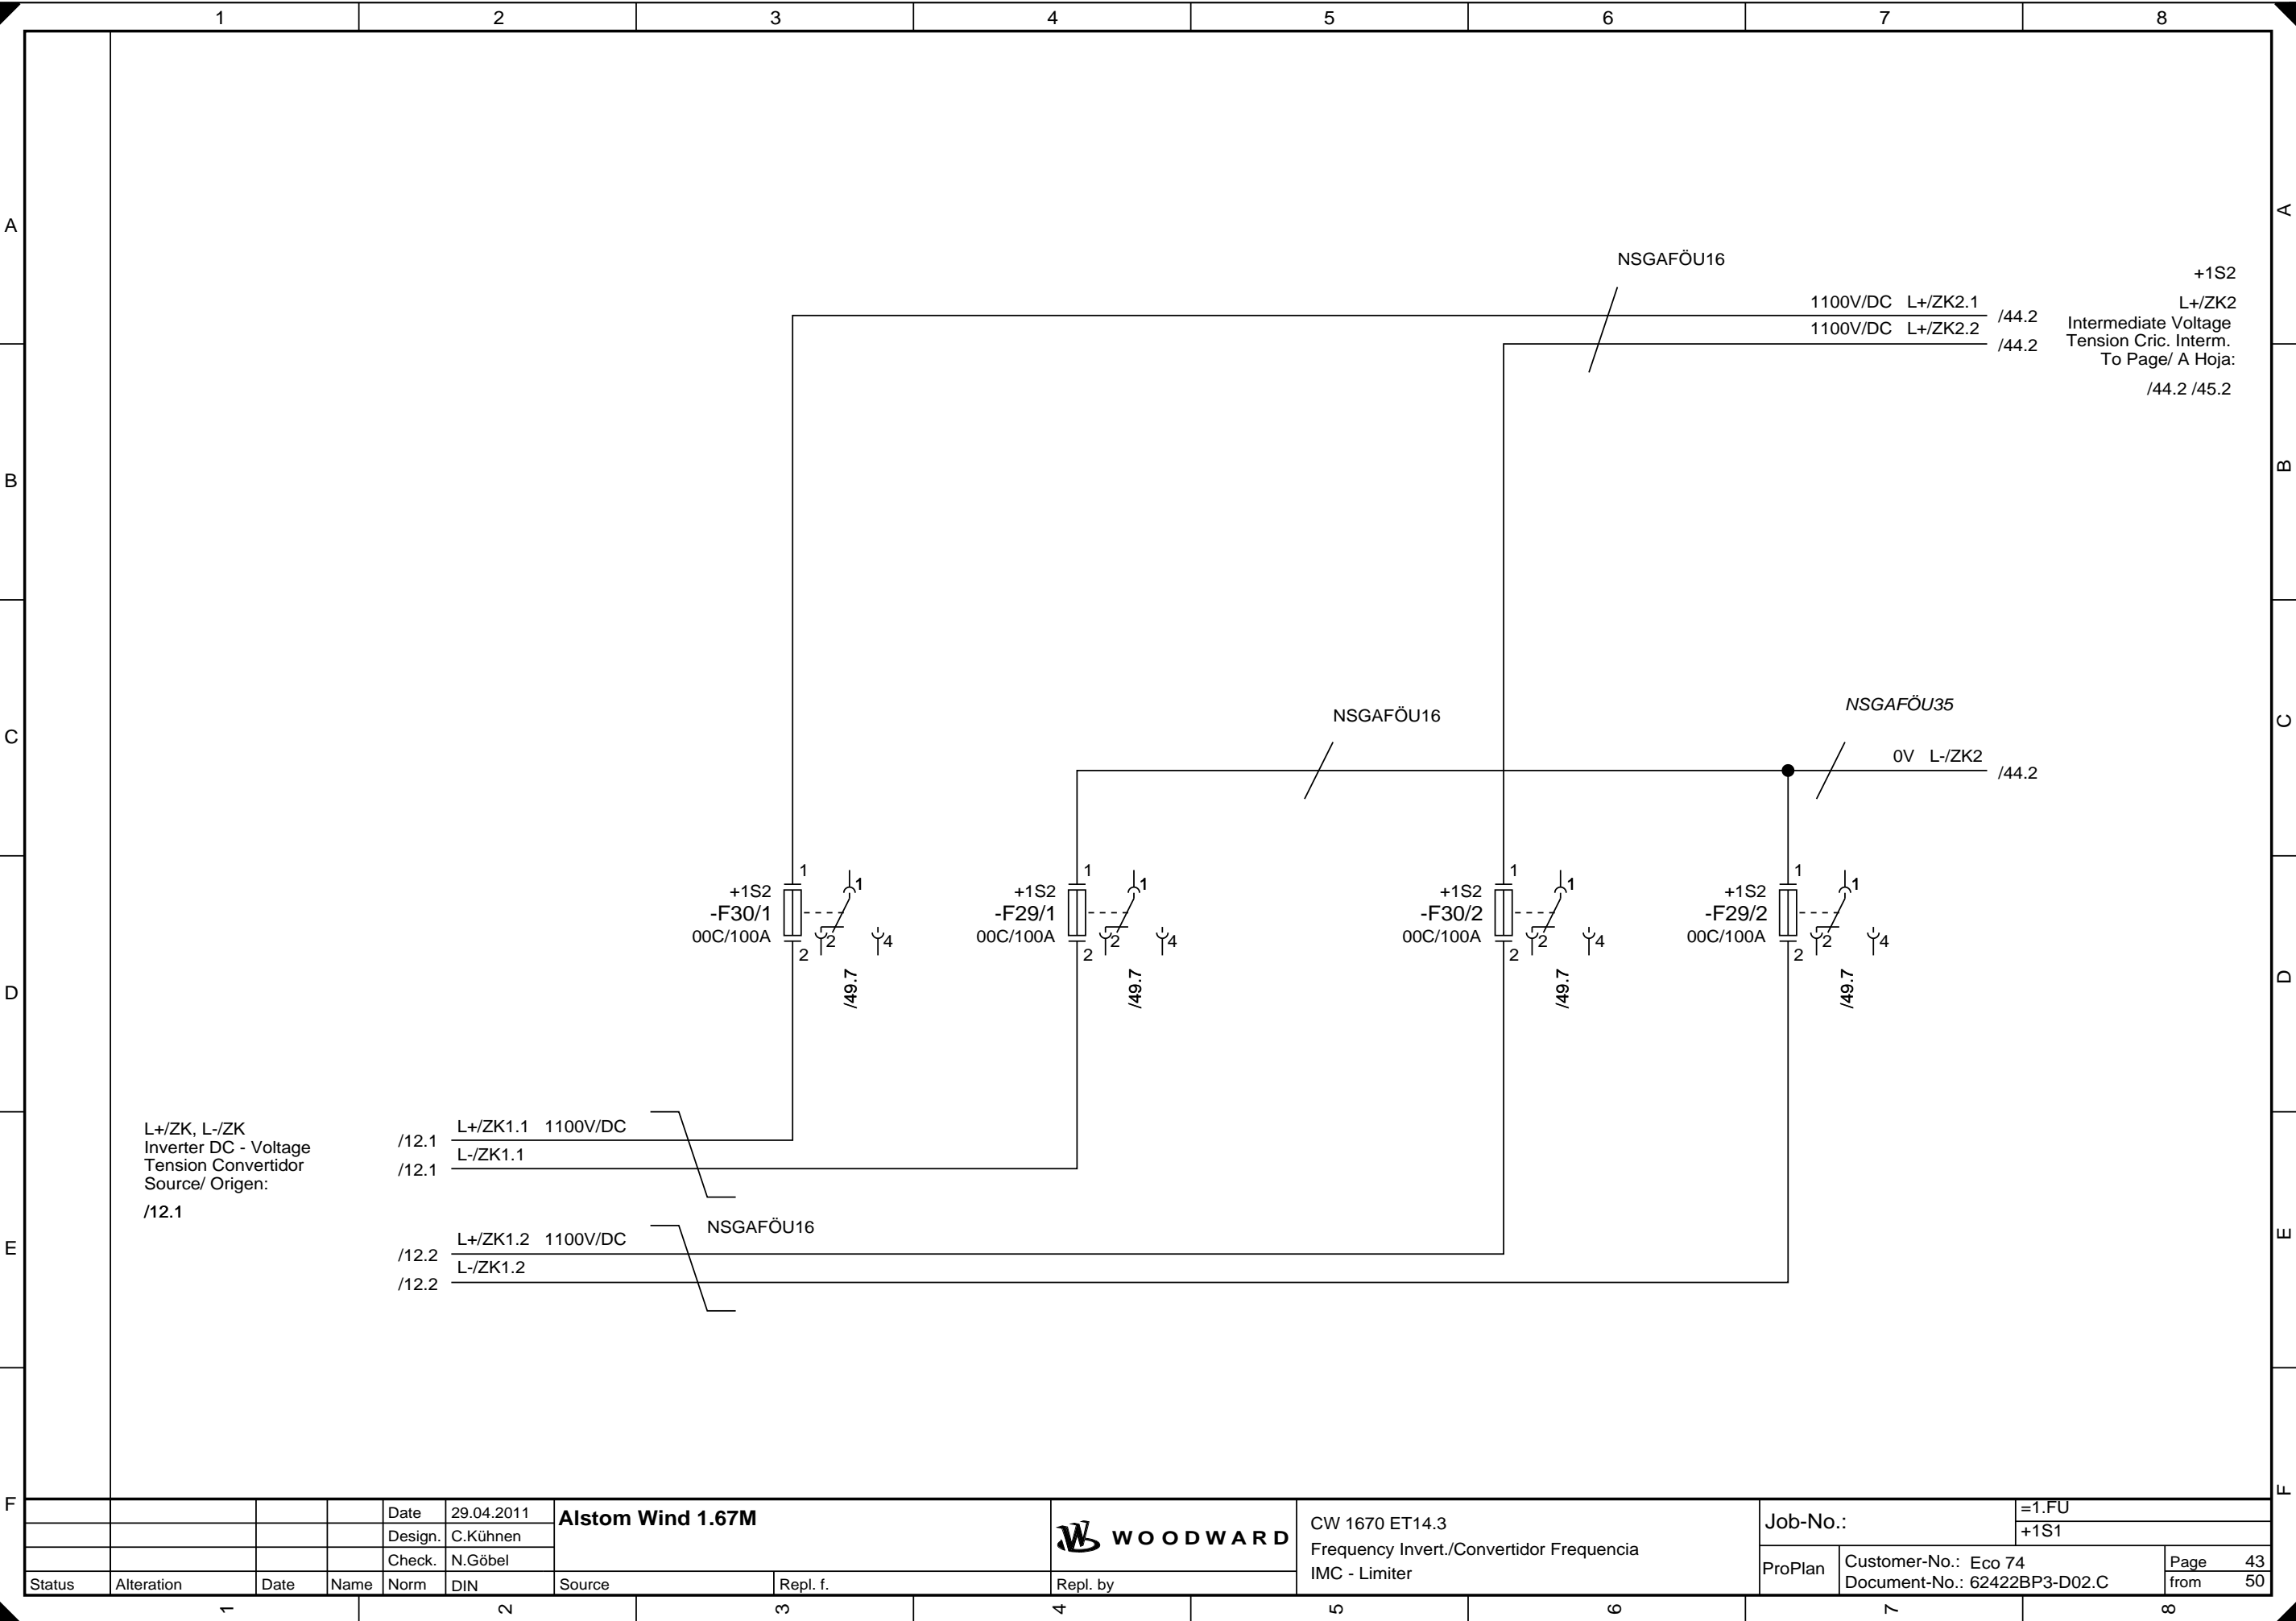 1 2 3 4 5 6 7 8
A A
NSGAFÖU16
+1S2
1100V/DC L+/ZK2.1 /44.2
L+/ZK2
1100V/DC L+/ZK2.2 /44.2
Intermediate Voltage
Tension Cric. Interm.
To Page/ A Hoja:
/44.2 /45.2
B B
C C
NSGAFÖU16
NSGAFÖU35
0V L-/ZK2 /44.2
1 1
+1S2
-F30/1
00C/100A
2 2 4
/49.7
1 1
+1S2
-F29/1
00C/100A
2 2 4
/49.7
1 1
+1S2
-F30/2
00C/100A
2 2 4
/49.7
1 1
+1S2
-F29/2
00C/100A
2 2 4
/49.7
D D
L+/ZK, L-/ZK
Inverter DC - Voltage
Tension Convertidor
Source/ Origen:
/12.1
/12.1 L+/ZK1.1 1100V/DC
/12.1 L-/ZK1.1
NSGAFÖU16
/12.2 L+/ZK1.2 1100V/DC
/12.2 L-/ZK1.2
E E
F F
Status Alteration Date Name
Date 29.04.2011
Design. C.Kühnen
Check. N.Göbel
Norm DIN
Alstom Wind 1.67M
Source Repl. f. Repl. by
WOODWARD
CW 1670 ET14.3
Frequency Invert./Convertidor Frequencia
IMC - Limiter
Job-No.:
=1.FU
+1S1
ProPlan
Customer-No.: Eco 74
Document-No.: 62422BP3-D02.C
Page 43
from 50
1 2 3 4 5 6 7 8